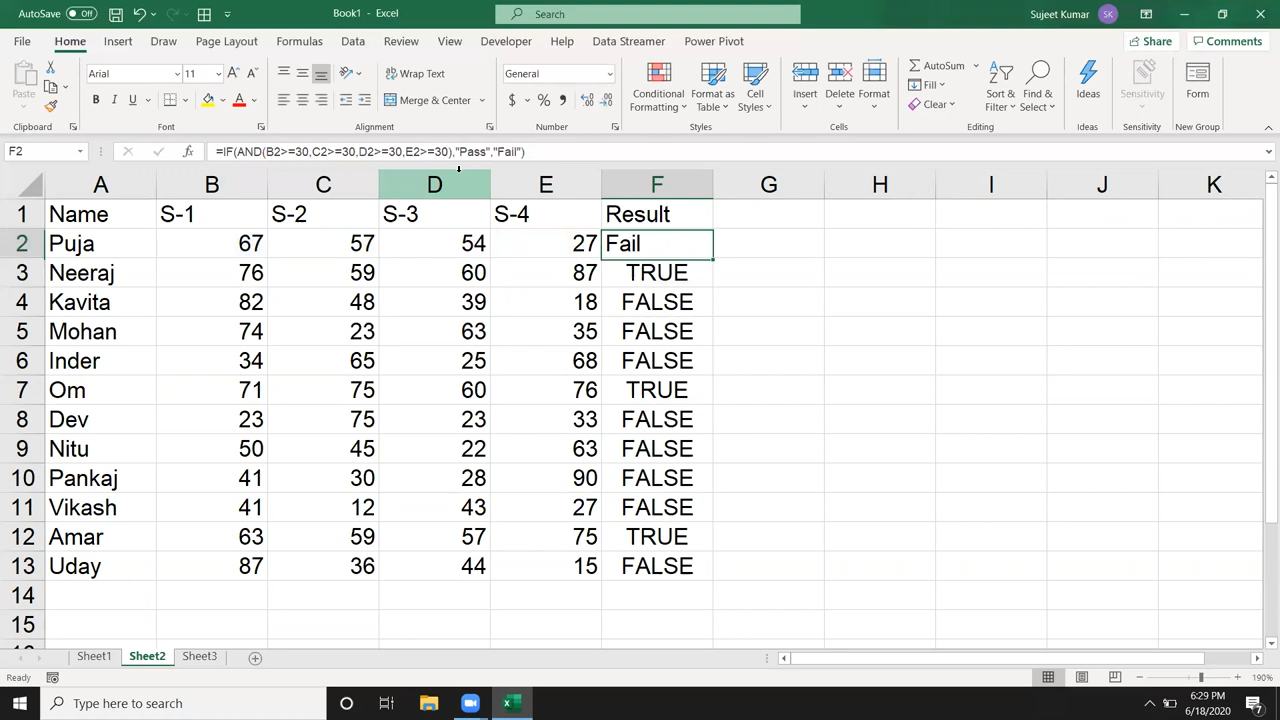 AutoSave Off Book1 - Excel Search Sujeet Kumar SK
File Home Insert Draw Page Layout Formulas Data Review View Developer Help Data Streamer Power Pivot Share Comments
Paste Arial 11 A A Wrap Text General Conditional Formatting Format as Table Cell Styles Insert Delete Format AutoSum Fill Clear Sort & Filter Find & Select Ideas Sensitivity Form
B I U A Merge & Center $ % ,
Clipboard Font Alignment Number Styles Cells Editing Ideas Sensitivity Form
F2 fx =IF(AND(B2>=30,C2>=30,D2>=30,E2>=30),"Pass","Fail")
A B C D E F G H I J K
1 Name S-1 S-2 S-3 S-4 Result
2 Puja 67 57 54 27 Fail
3 Neeraj 76 59 60 87 TRUE
4 Kavita 82 48 39 18 FALSE
5 Mohan 74 23 63 35 FALSE
6 Inder 34 65 25 68 FALSE
7 Om 71 75 60 76 TRUE
8 Dev 23 75 23 33 FALSE
9 Nitu 50 45 22 63 FALSE
10 Pankaj 41 30 28 90 FALSE
11 Vikash 41 12 43 27 FALSE
12 Amar 63 59 57 75 TRUE
13 Uday 87 36 44 15 FALSE
14
15
Sheet1 Sheet2 Sheet3
Ready 190%
Type here to search 6:29 PM
6/18/2020 7